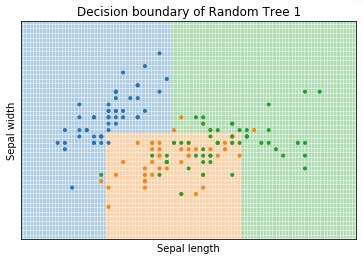 Decision boundary of Random Tree 1
Sepal width
Sepal length